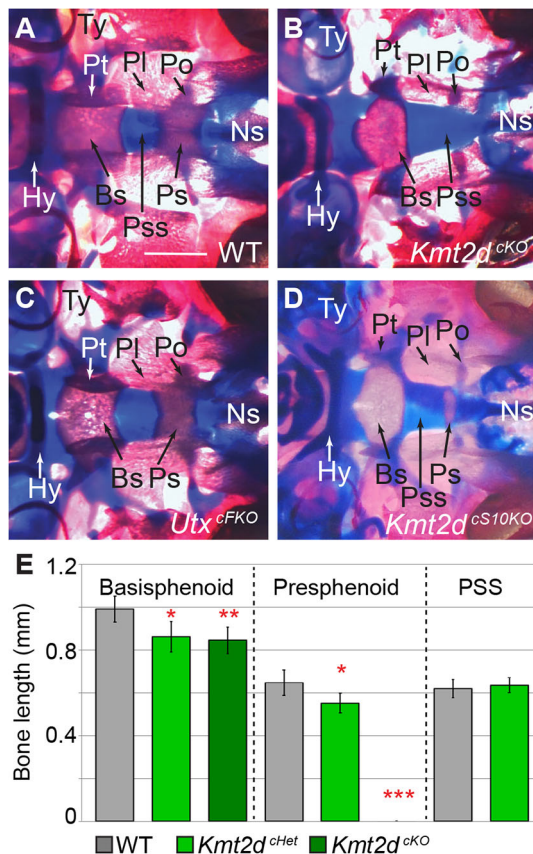 A
Ty
Pt
Pl
Po
Ns
Hy
Bs
Pss
Ps
WT
B
Ty
Pt
Pl
Po
Ns
Hy
Bs
Pss
Kmt2d cKO
C
Ty
Pt
Pl
Po
Ns
Hy
Bs
Ps
Utx cFKO
D
Ty
Pt
Pl
Po
Ns
Hy
Bs
Pss
Ps
Kmt2d cS10KO
E
Basisphenoid
Presphenoid
PSS
Bone length (mm)
1.2
0.8
0.4
0
*
**
*
***
WT
Kmt2d cHet
Kmt2d cKO